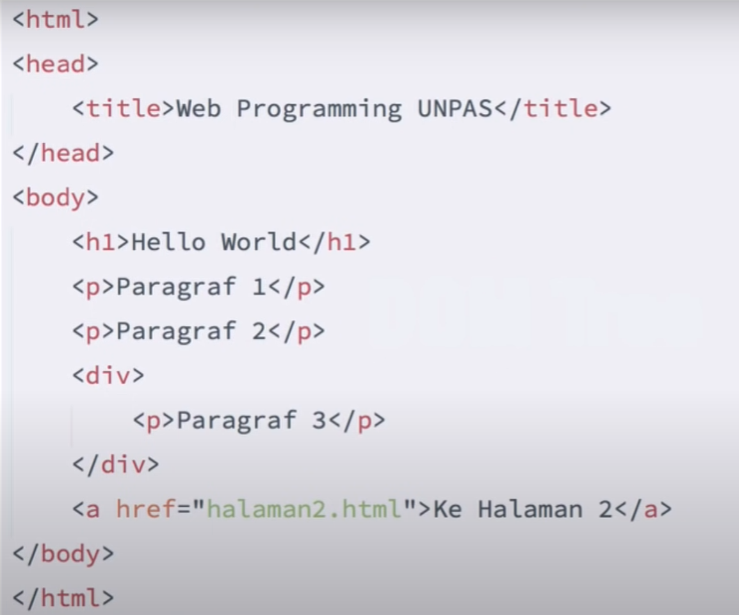 <html>
<head>
    <title>Web Programming UNPAS</title>
</head>
<body>
    <h1>Hello World</h1>
    <p>Paragraf 1</p>
    <p>Paragraf 2</p>
    <div>
        <p>Paragraf 3</p>
    </div>
    <a href="halaman2.html">Ke Halaman 2</a>
</body>
</html>